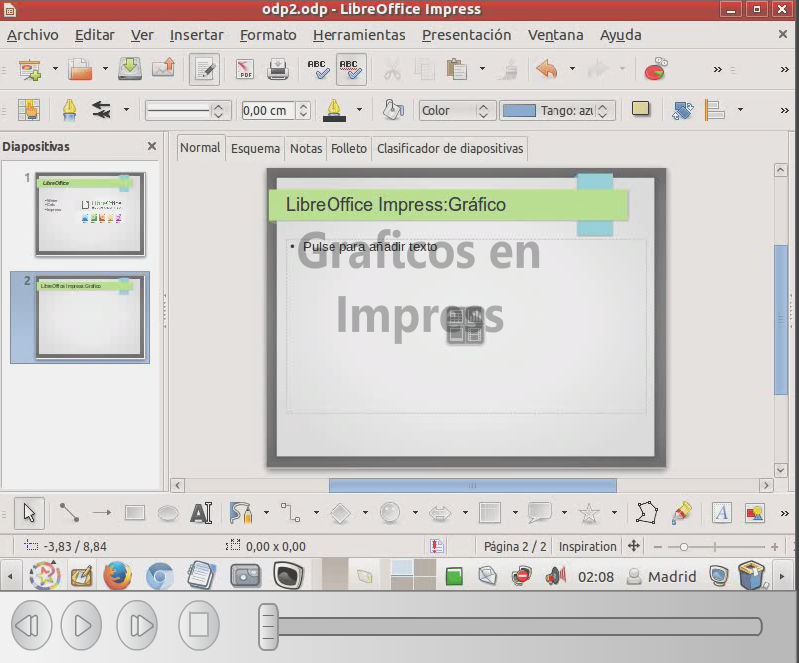 odp2.odp - LibreOffice Impress
Archivo Editar Ver Insertar Formato Herramientas Presentación Ventana Ayuda
PDF ABC ABC
0,00 cm Color Tango: azu
Diapositivas
Normal Esquema Notas Folleto Clasificador de diapositivas
1
LibreOffice
2
LibreOffice Impress:Gráfico
LibreOffice Impress:Gráfico
• Pulse para añadir texto
Graficos en
Impress
-3,83 / 8,84 0,00 x 0,00 Página 2 / 2 Inspiration
02:08 Madrid